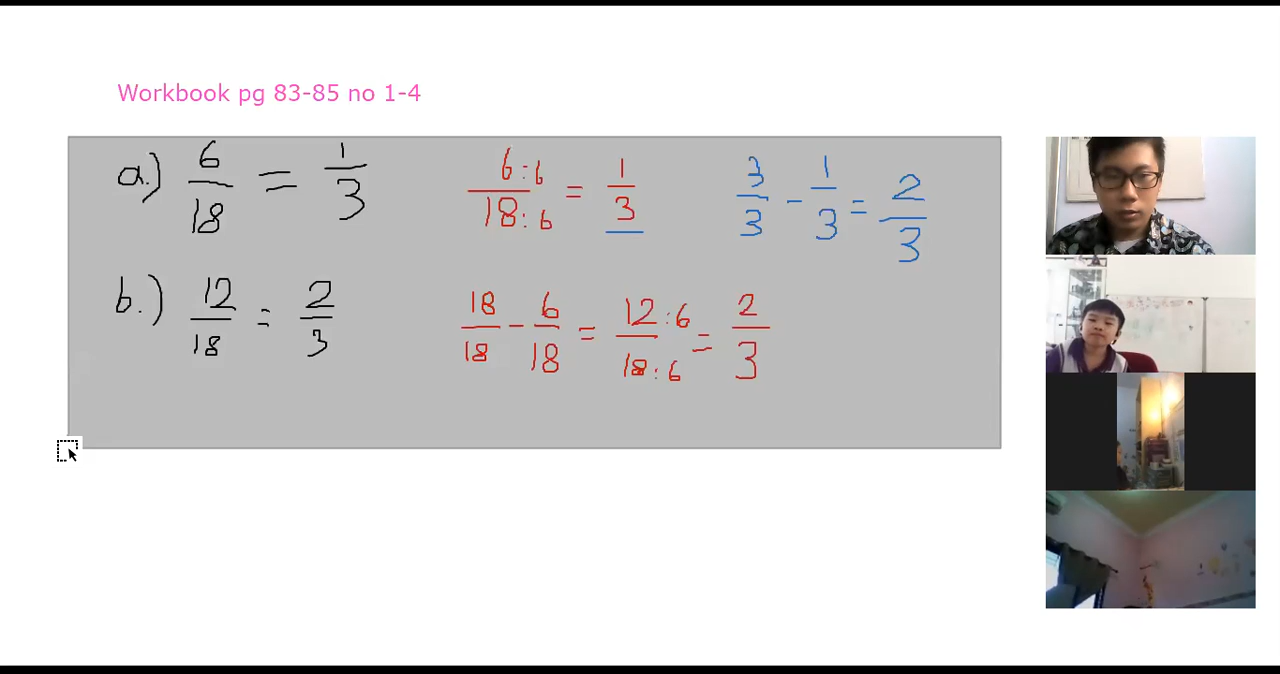 Workbook pg 83-85 no 1-4
a.) 6/18 = 1/3 6:6/18:6 = 1/3 3/3 - 1/3 = 2/3
b.) 12/18 = 2/3 18/18 - 6/18 = 12:6/18:6 = 2/3